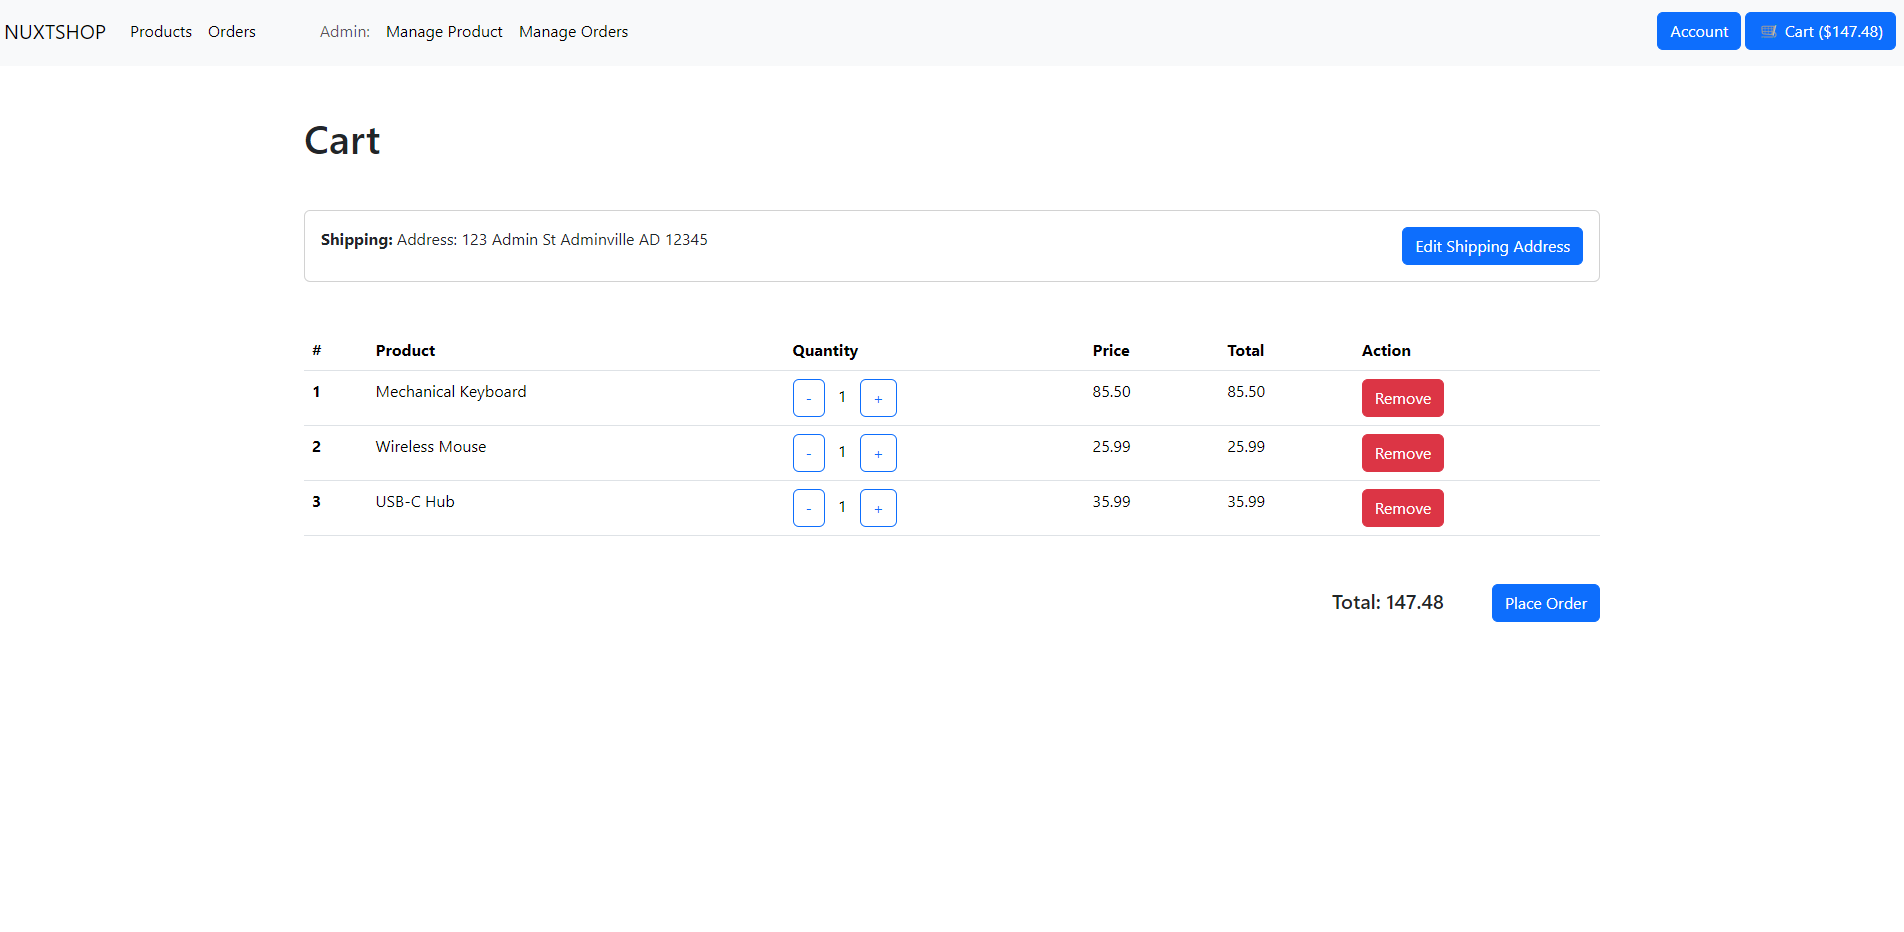 NUXTSHOP Products Orders Admin: Manage Product Manage Orders Account Cart ($147.48)
Cart
Shipping: Address: 123 Admin St Adminville AD 12345 Edit Shipping Address
# Product Quantity Price Total Action
1 Mechanical Keyboard - 1 + 85.50 85.50 Remove
2 Wireless Mouse - 1 + 25.99 25.99 Remove
3 USB-C Hub - 1 + 35.99 35.99 Remove
Total: 147.48 Place Order